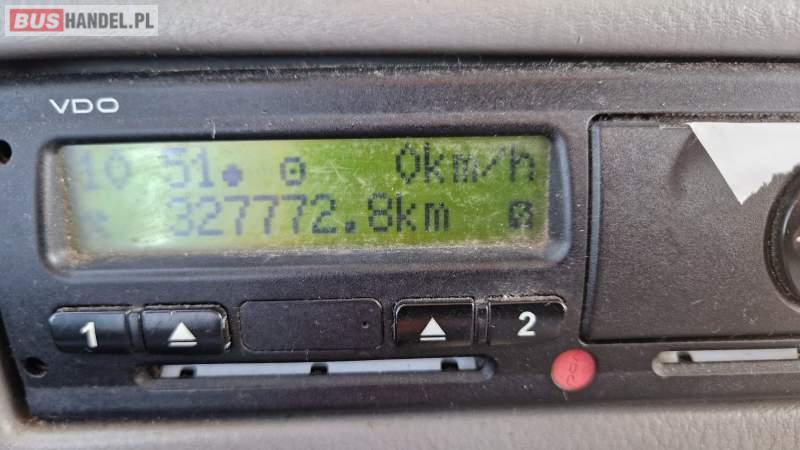 BUSHANDEL.PL
VDO
10 51 0km/h
327772.8km
1 2